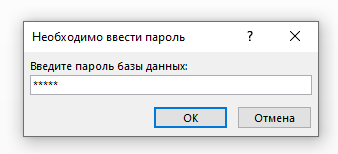 Необходимо ввести пароль ?
Введите пароль базы данных:
*****
ОК Отмена